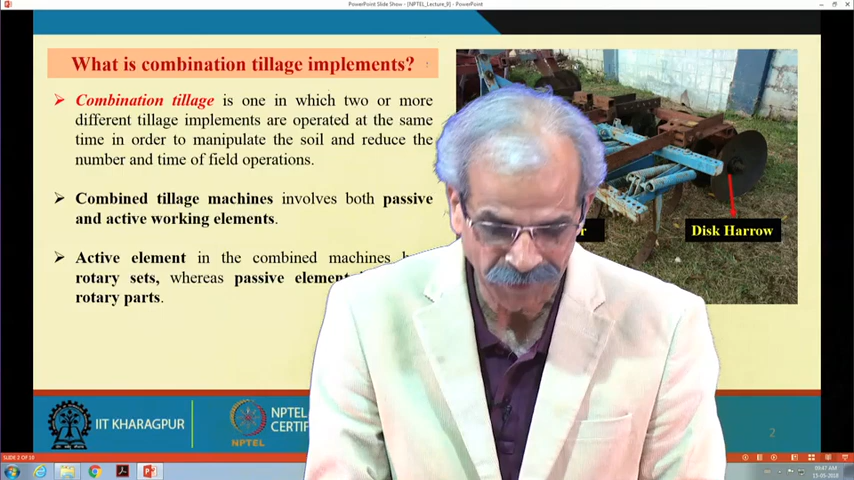 PowerPoint Slide Show - [NPTEL_Lecture_9] - PowerPoint
What is combination tillage implements?
Combination tillage is one in which two or more
different tillage implements are operated at the same
time in order to manipulate the soil and reduce the
number and time of field operations.
Combined tillage machines involves both passive
and active working elements.
Active element in the combined machines
rotary sets, whereas passive element
rotary parts.
Disk Harrow
IIT KHARAGPUR
NPTEL
NPTEL
CERTIF
2
SLIDE 2 OF 18
09:47 AM
15-05-2018